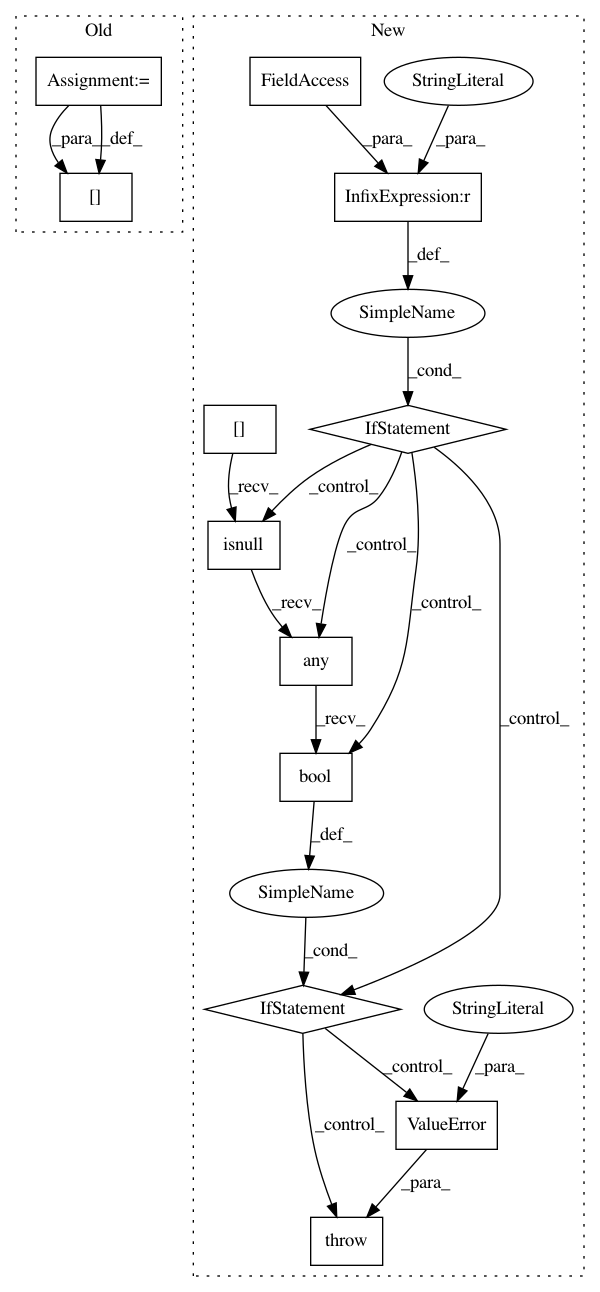 Old
New
Assignment:=
FieldAccess
StringLiteral
_para_
_def_
_para_
_para_
[]
InfixExpression:r
_def_
SimpleName
_cond_
[]
IfStatement
_recv_
_control_
isnull
_control_
_control_
_recv_
any
_control_
_recv_
bool
_def_
SimpleName
_cond_
IfStatement
StringLiteral
_control_
_para_
_control_
ValueError
_para_
throw